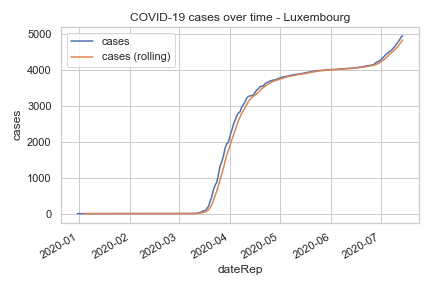 COVID-19 cases over time - Luxembourg
cases
cases (rolling)
5000
4000
3000
2000
1000
0
cases
2020-01
2020-02
2020-03
2020-04
2020-05
2020-06
2020-07
dateRep